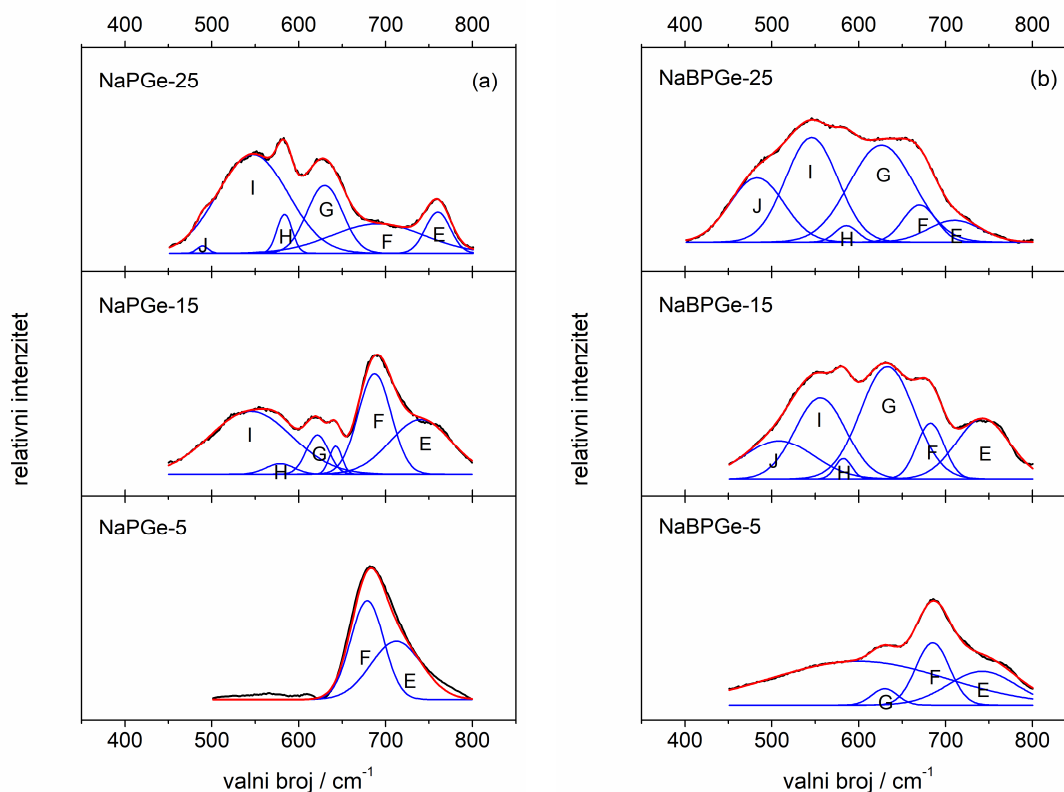 400 500 600 700 800
NaPGe-25 (a)
I
J
H
G
F
E
NaPGe-15
I
H
G
F
E
NaPGe-5
F
E
400 500 600 700 800
valni broj / cm⁻¹
relativni intenzitet
400 500 600 700 800
NaBPGe-25 (b)
J
I
H
G
F
E
NaBPGe-15
J
I
H
G
F
E
NaBPGe-5
G
F
E
400 500 600 700 800
valni broj / cm⁻¹
relativni intenzitet